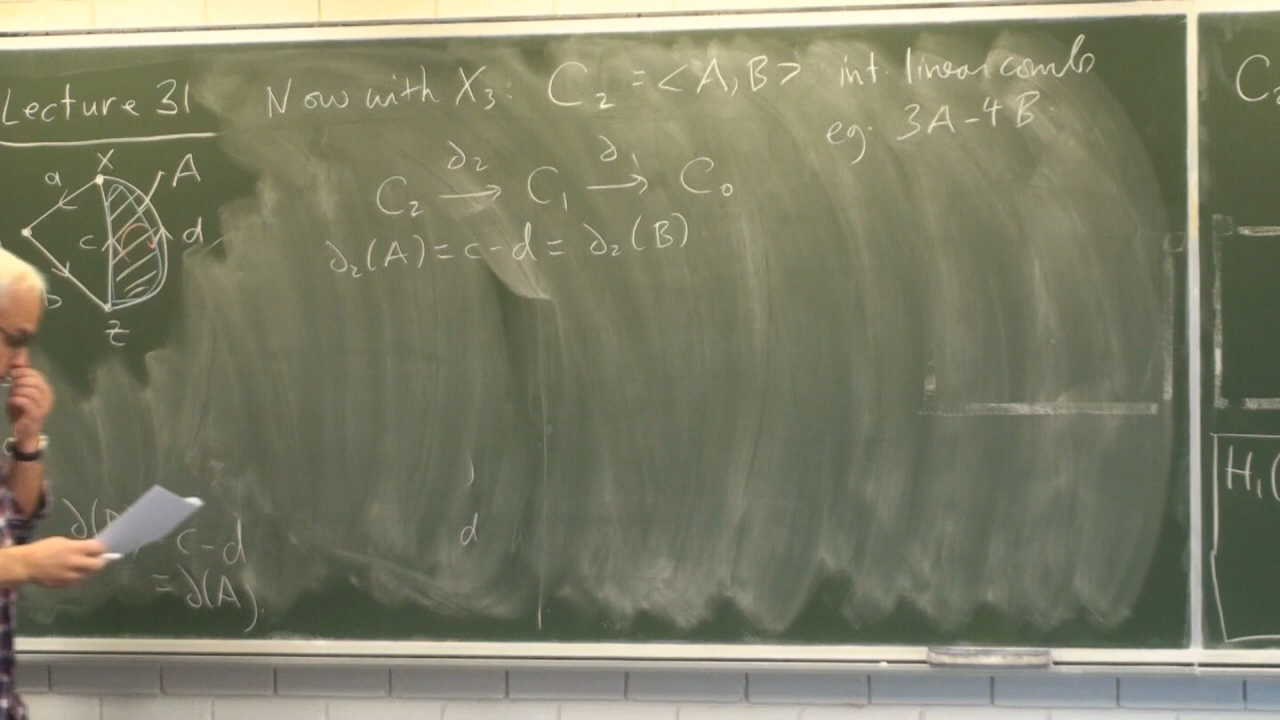 Lecture 31
Now with X₃: C₂ = <A,B> int. linear comb
eg. 3A-4B
C₂ ∂₂→ C₁ ∂₁→ C₀
∂₂(A) = c-d = ∂₂(B)
x
A
a
c
d
b
z
d
c-d
= ∂(A).
H₁(